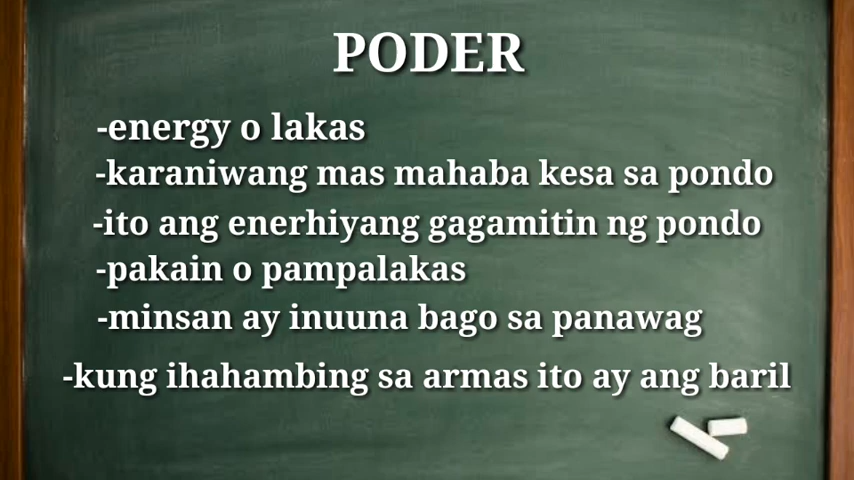 PODER
-energy o lakas
-karaniwang mas mahaba kesa sa pondo
-ito ang enerhiyang gagamitin ng pondo
-pakain o pampalakas
-minsan ay inuuna bago sa panawag
-kung ihahambing sa armas ito ay ang baril